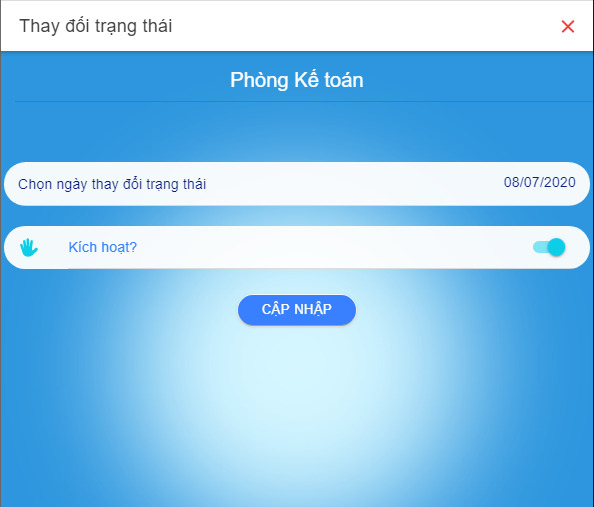 Thay đối trạng thái
Phòng Kế toán
Chọn ngày thay đổi trạng thái 08/07/2020
Kích hoạt?
CẬP NHẬP